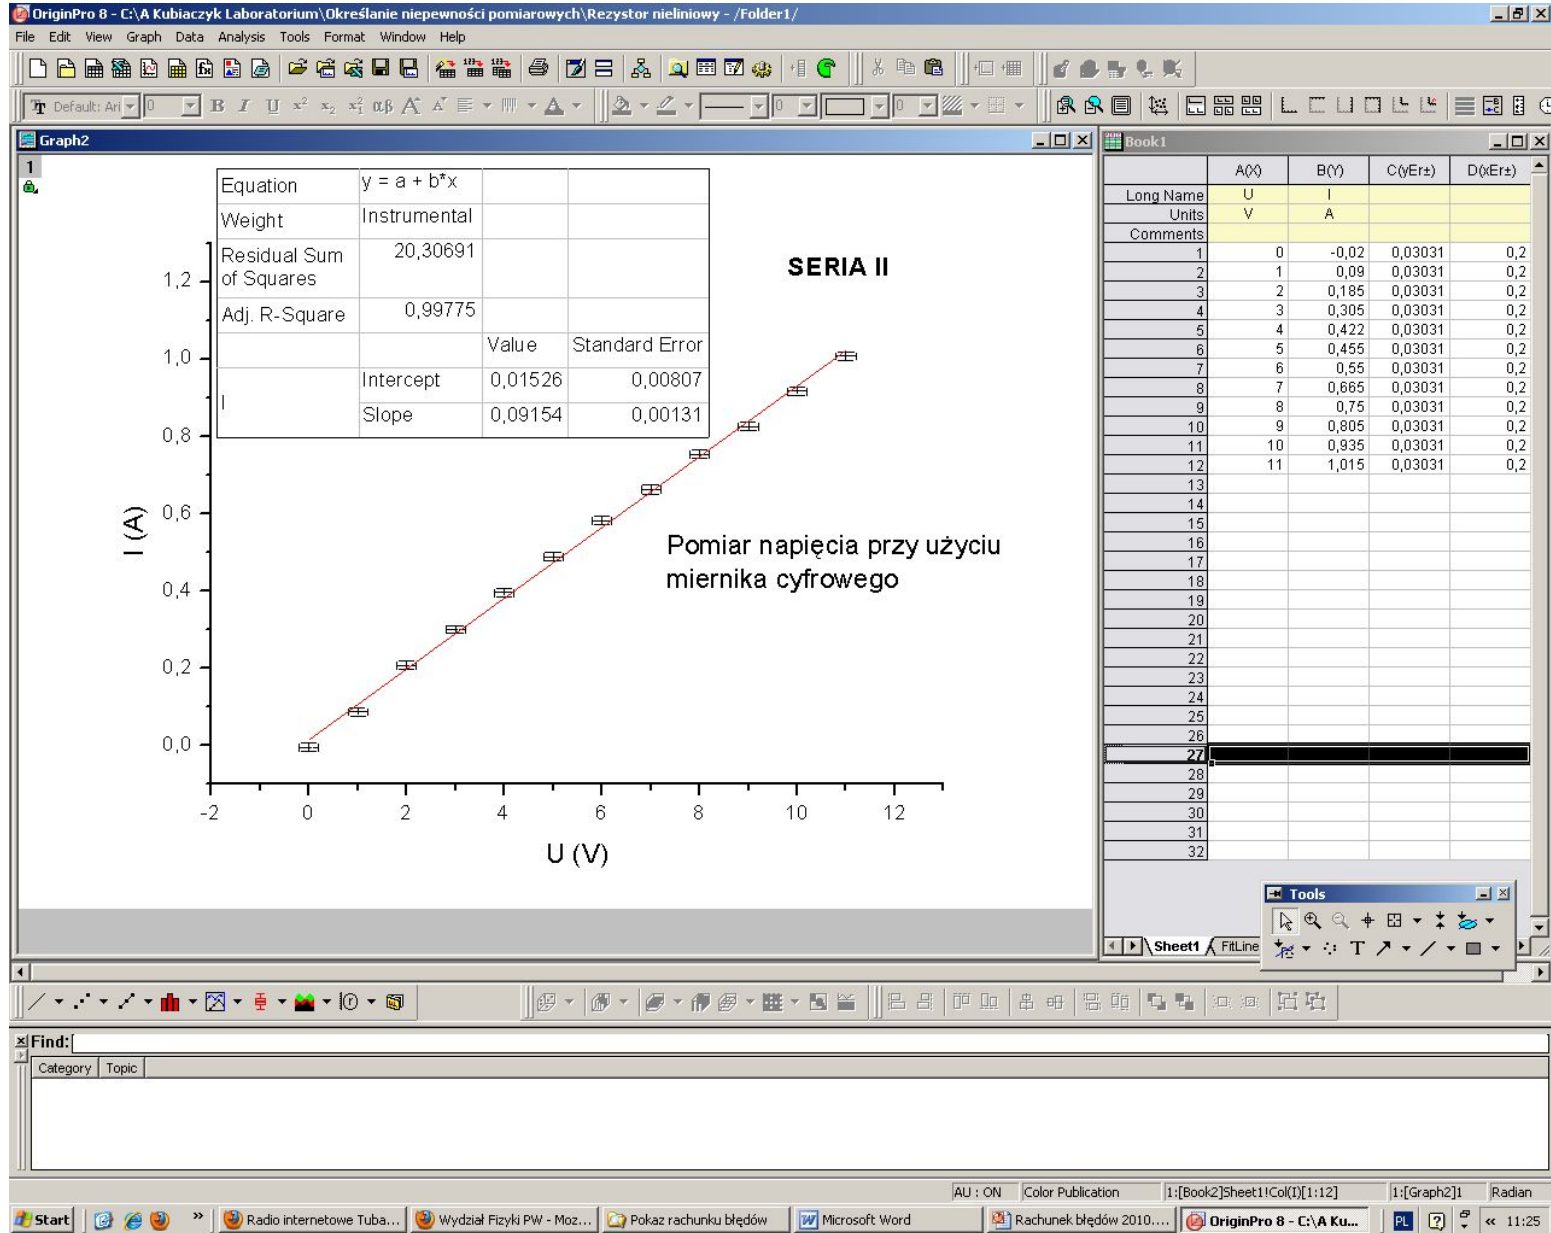 OriginPro 8 - C:\A Kubiaczyk Laboratorium\Określanie niepewności pomiarowych\Rezystor nieliniowy - /Folder1/
File Edit View Graph Data Analysis Tools Format Window Help
Default: Ari 0 B I U x² x₂ αβ A A 0 0
Graph2
1
Equation y = a + b*x
Weight Instrumental
Residual Sum of Squares 20,30691
Adj. R-Square 0,99775
Value Standard Error
I Intercept 0,01526 0,00807
Slope 0,09154 0,00131
SERIA II
Pomiar napięcia przy użyciu
miernika cyfrowego
1,2
1,0
0,8
0,6
0,4
0,2
0,0
I (A)
-2 0 2 4 6 8 10 12
U (V)
Book1
A(X) B(Y) C(yEr±) D(xEr±)
Long Name U I
Units V A
Comments
1 0 -0,02 0,03031 0,2
2 1 0,09 0,03031 0,2
3 2 0,185 0,03031 0,2
4 3 0,305 0,03031 0,2
5 4 0,422 0,03031 0,2
6 5 0,455 0,03031 0,2
7 6 0,55 0,03031 0,2
8 7 0,665 0,03031 0,2
9 8 0,75 0,03031 0,2
10 9 0,805 0,03031 0,2
11 10 0,935 0,03031 0,2
12 11 1,015 0,03031 0,2
13
14
15
16
17
18
19
20
21
22
23
24
25
26
27
28
29
30
31
32
Tools
T
Sheet1 FitLine
Find:
Category Topic
AU : ON Color Publication 1:[Book2]Sheet1!Col(I)[1:12] 1:[Graph2]1 Radian
Start » Radio internetowe Tuba... Wydział Fizyki PW - Moz... Pokaz rachunku błędów Microsoft Word Rachunek błędów 2010.... OriginPro 8 - C:\A Ku... PL « 11:25